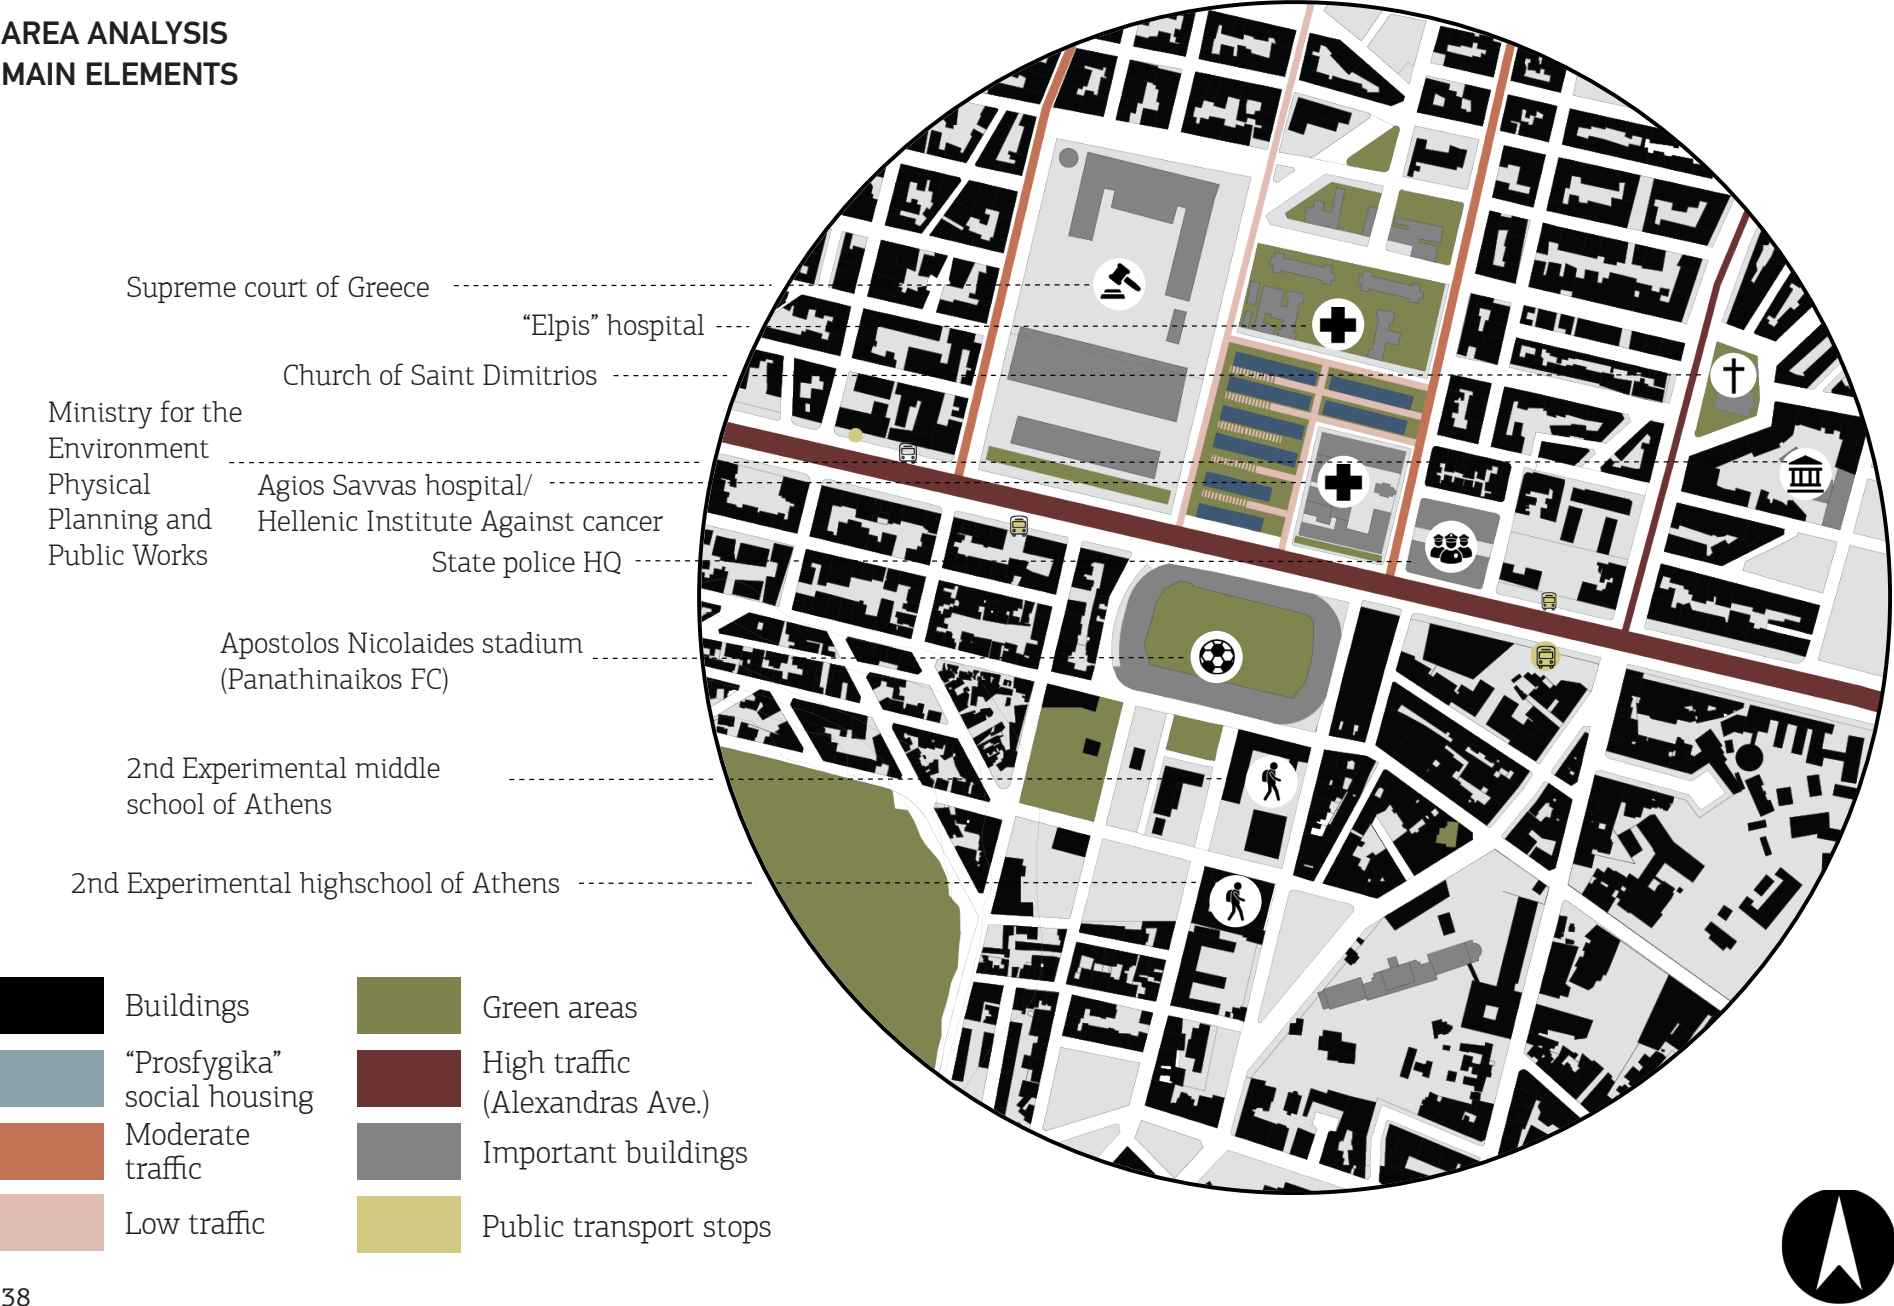 AREA ANALYSIS
MAIN ELEMENTS
Supreme court of Greece
“Elpis” hospital
Church of Saint Dimitrios
Ministry for the
Environment
Physical
Planning and
Public Works
Agios Savvas hospital/
Hellenic Institute Against cancer
State police HQ
Apostolos Nicolaides stadium
(Panathinaikos FC)
2nd Experimental middle
school of Athens
2nd Experimental highschool of Athens
Buildings
“Prosfygika”
social housing
Moderate
traffic
Low traffic
Green areas
High traffic
(Alexandras Ave.)
Important buildings
Public transport stops
38